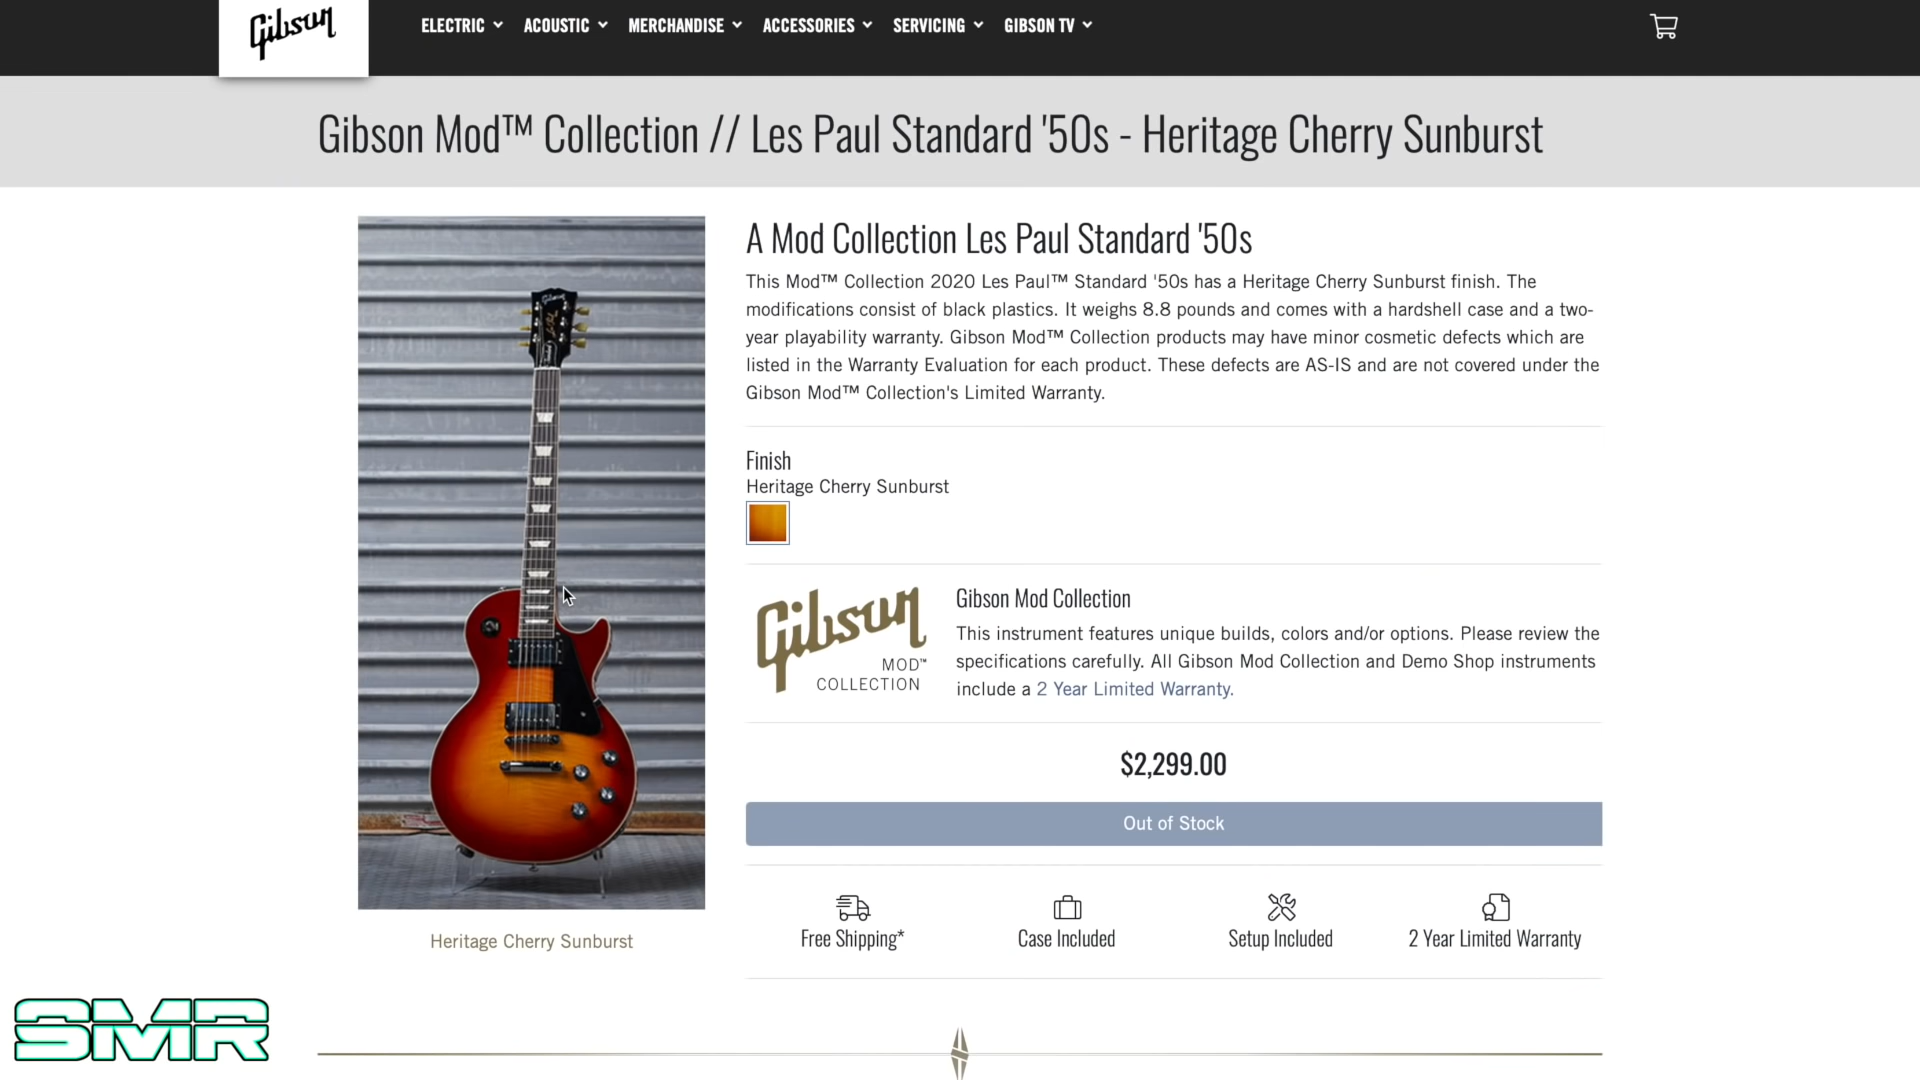 Gibson
ELECTRIC
ACOUSTIC
MERCHANDISE
ACCESSORIES
SERVICING
GIBSON TV
Gibson Mod™ Collection // Les Paul Standard '50s - Heritage Cherry Sunburst
A Mod Collection Les Paul Standard '50s
This Mod™ Collection 2020 Les Paul™ Standard '50s has a Heritage Cherry Sunburst finish. The
modifications consist of black plastics. It weighs 8.8 pounds and comes with a hardshell case and a two-
year playability warranty. Gibson Mod™ Collection products may have minor cosmetic defects which are
listed in the Warranty Evaluation for each product. These defects are AS-IS and are not covered under the
Gibson Mod™ Collection's Limited Warranty.
Finish
Heritage Cherry Sunburst
Gibson
MOD™
COLLECTION
Gibson Mod Collection
This instrument features unique builds, colors and/or options. Please review the
specifications carefully. All Gibson Mod Collection and Demo Shop instruments
include a 2 Year Limited Warranty.
$2,299.00
Out of Stock
Free Shipping*
Case Included
Setup Included
2 Year Limited Warranty
Heritage Cherry Sunburst
SMR